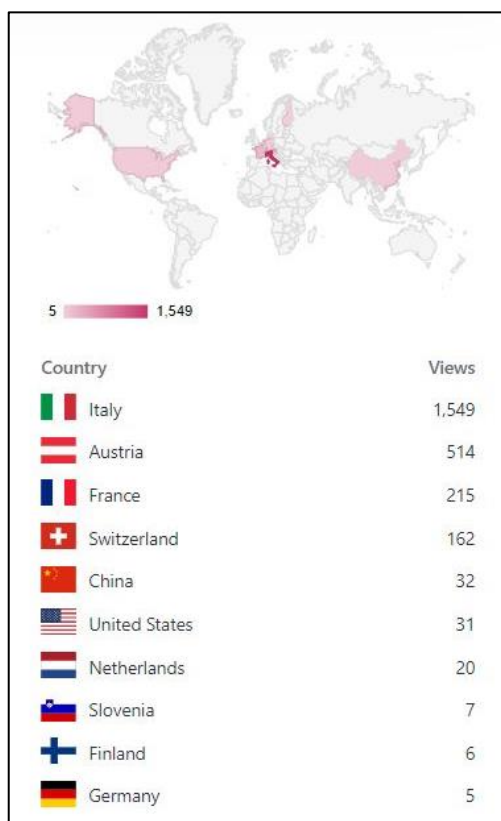 5 1,549
Country Views
Italy 1,549
Austria 514
France 215
Switzerland 162
China 32
United States 31
Netherlands 20
Slovenia 7
Finland 6
Germany 5